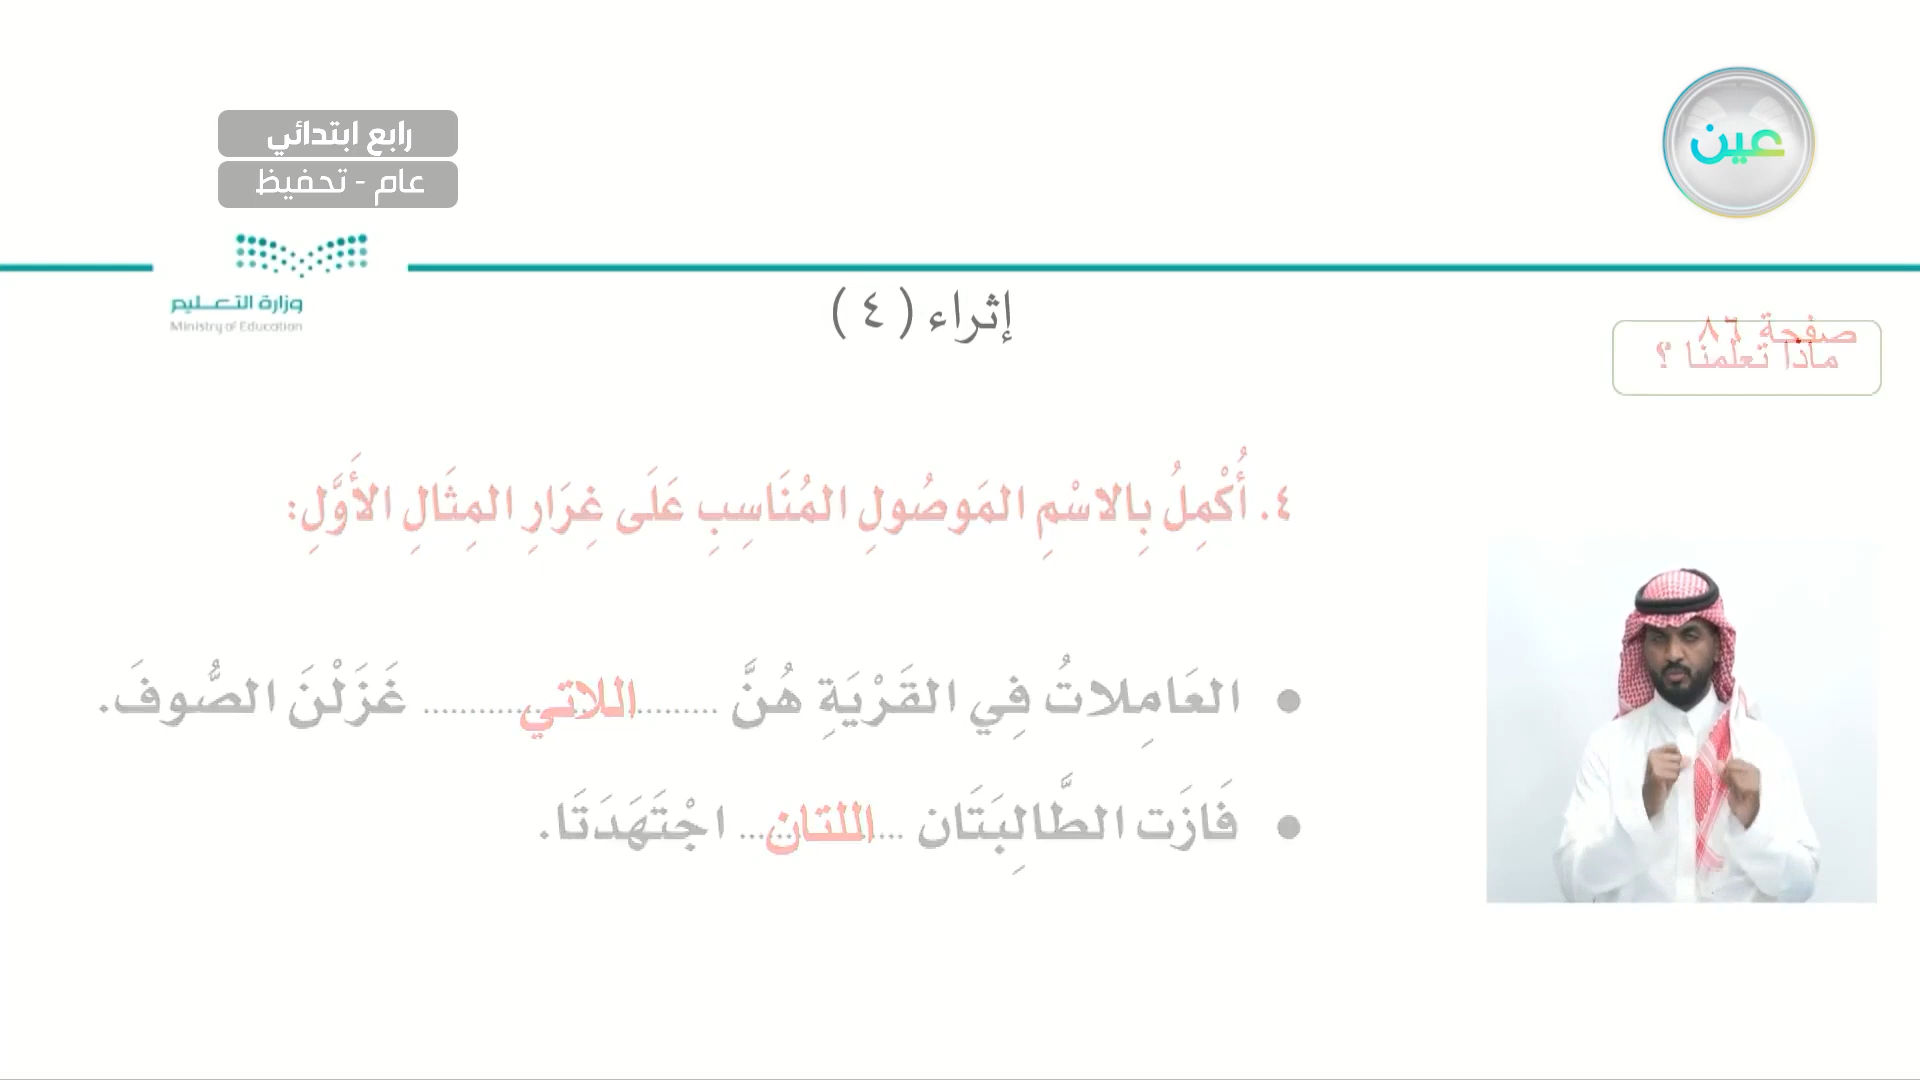 عين
رابع ابتدائي
عام - تحفيظ
وزارة التعليم
Ministry of Education
إثراء ( ٤ )
صفحة ٨٦
ماذا تعلمنا ؟
٤. أُكْمِلُ بِالاسْمِ المَوصُولِ المُنَاسِبِ عَلَى غِرَارِ المِثَالِ الأَوَّلِ:
● العَامِلاتُ فِي القَرْيَةِ هُنَّ .........اللاتي............ غَزَلْنَ الصُّوفَ.
● فَازَت الطَّالِبَتَان ...اللتان... اجْتَهَدَتَا.